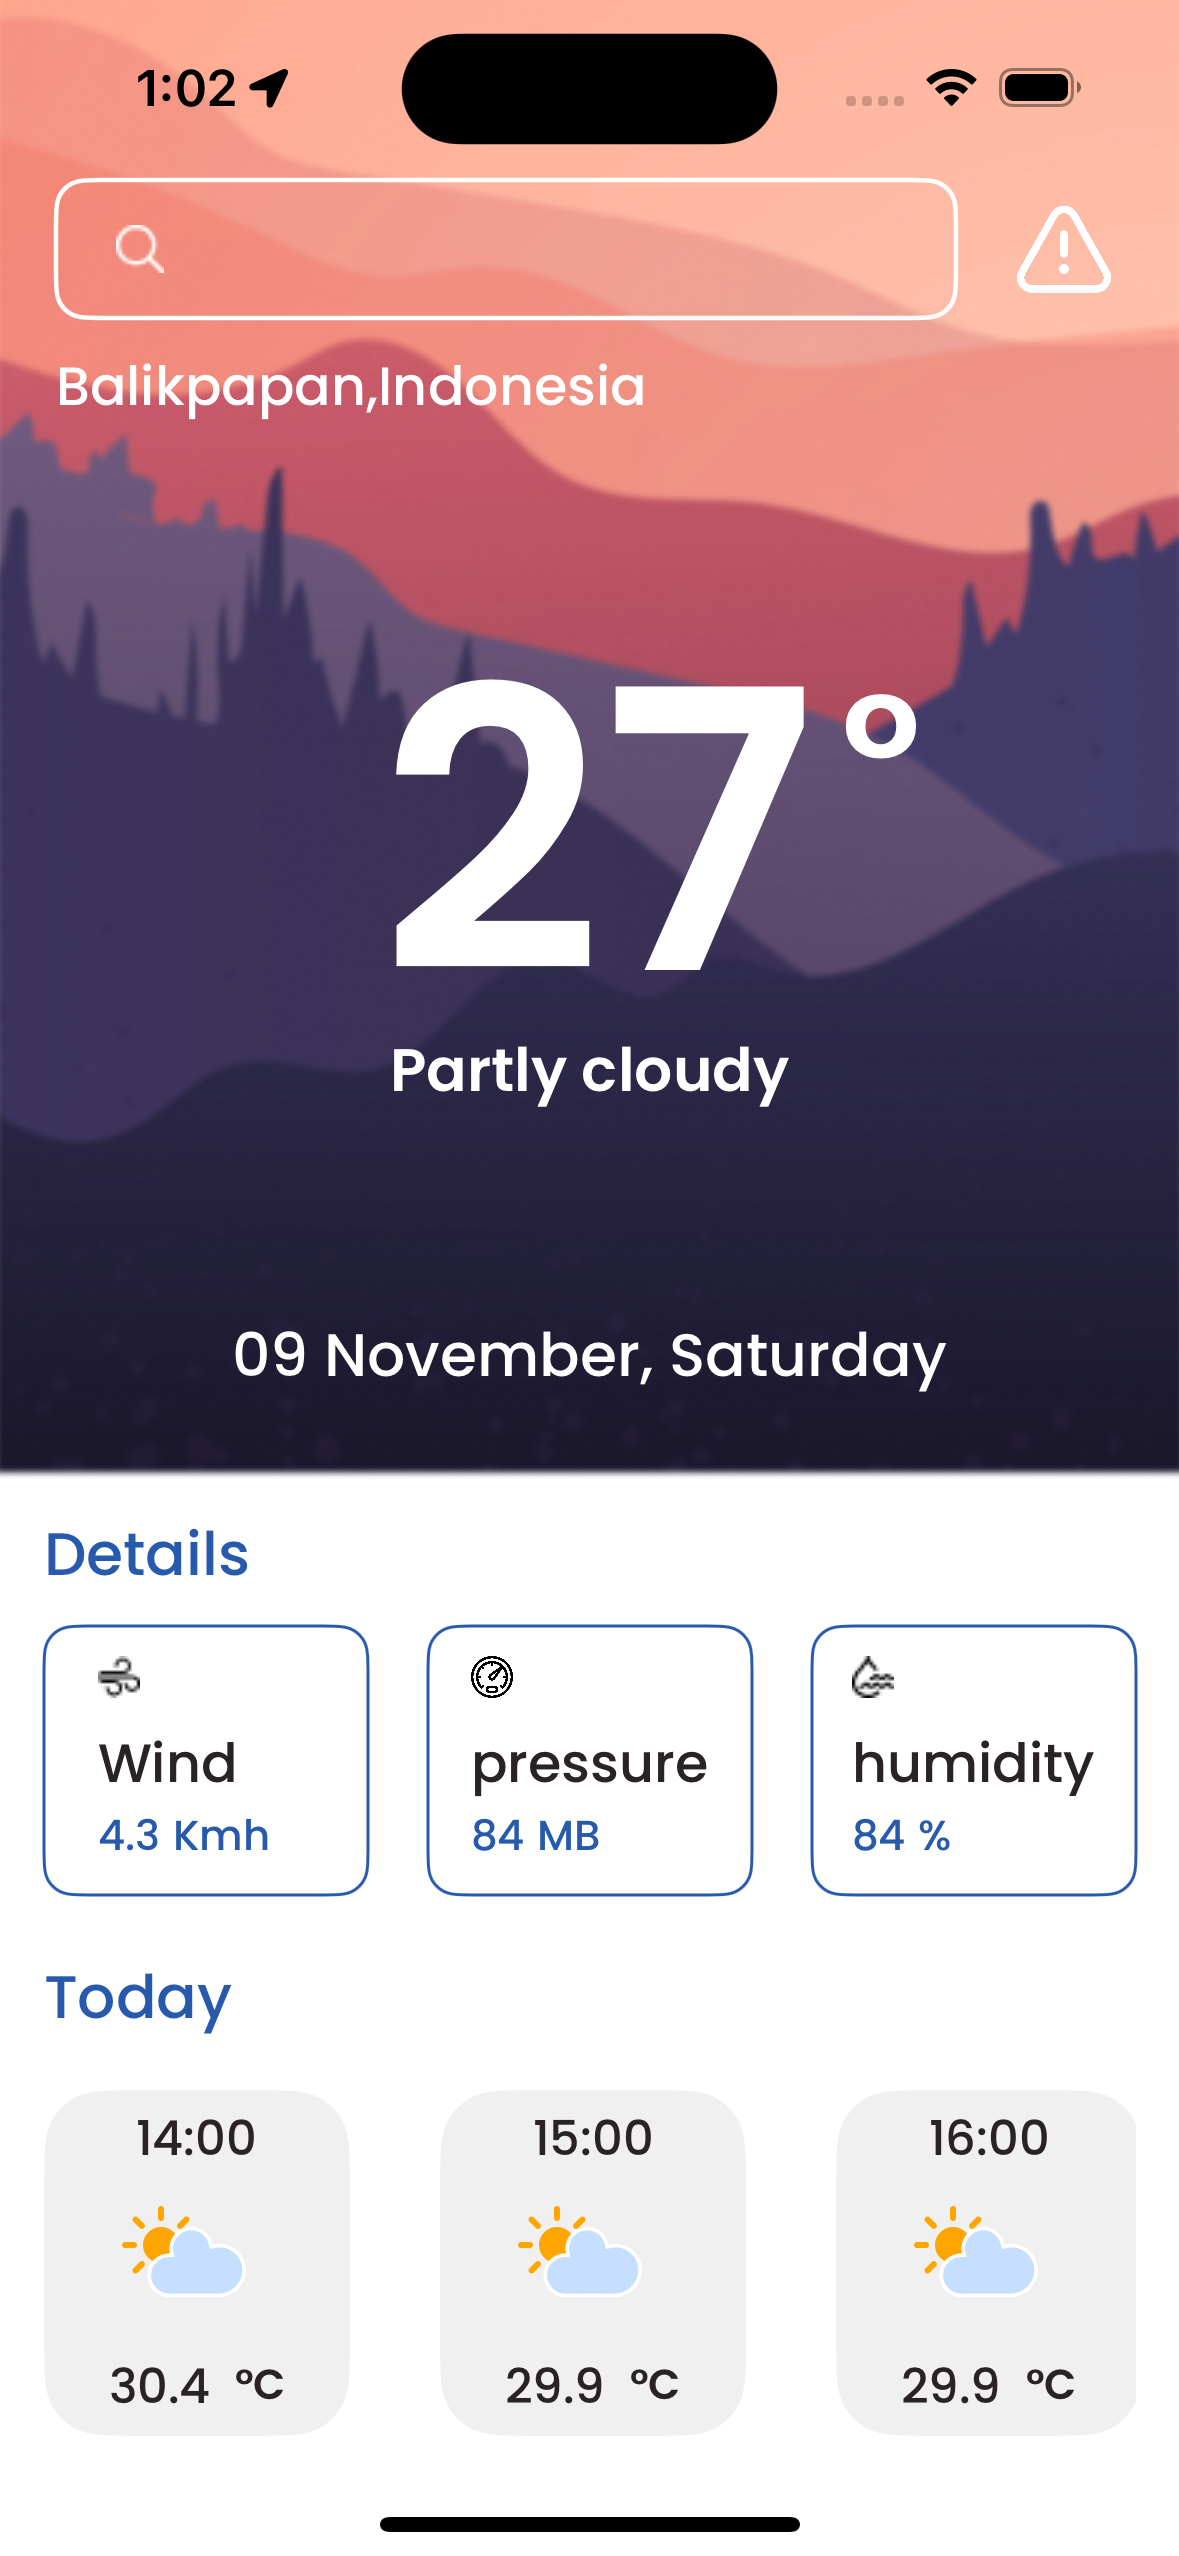 1:02
Balikpapan,Indonesia
27°
Partly cloudy
09 November, Saturday
Details
Wind
4.3 Kmh
pressure
84 MB
humidity
84 %
Today
14:00
30.4 °C
15:00
29.9 °C
16:00
29.9 °C